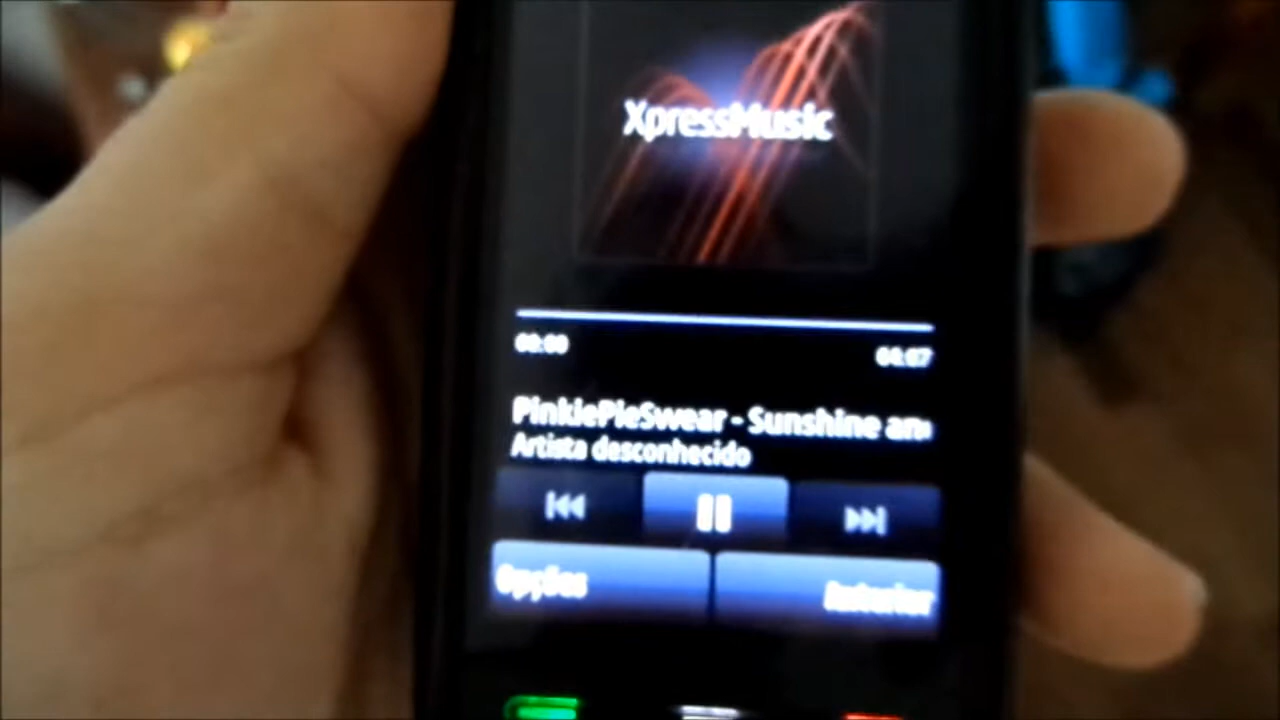 XpressMusic
00:00 04:07
PinkiePieSwear - Sunshine an
Artista desconhecido
Opções Anterior